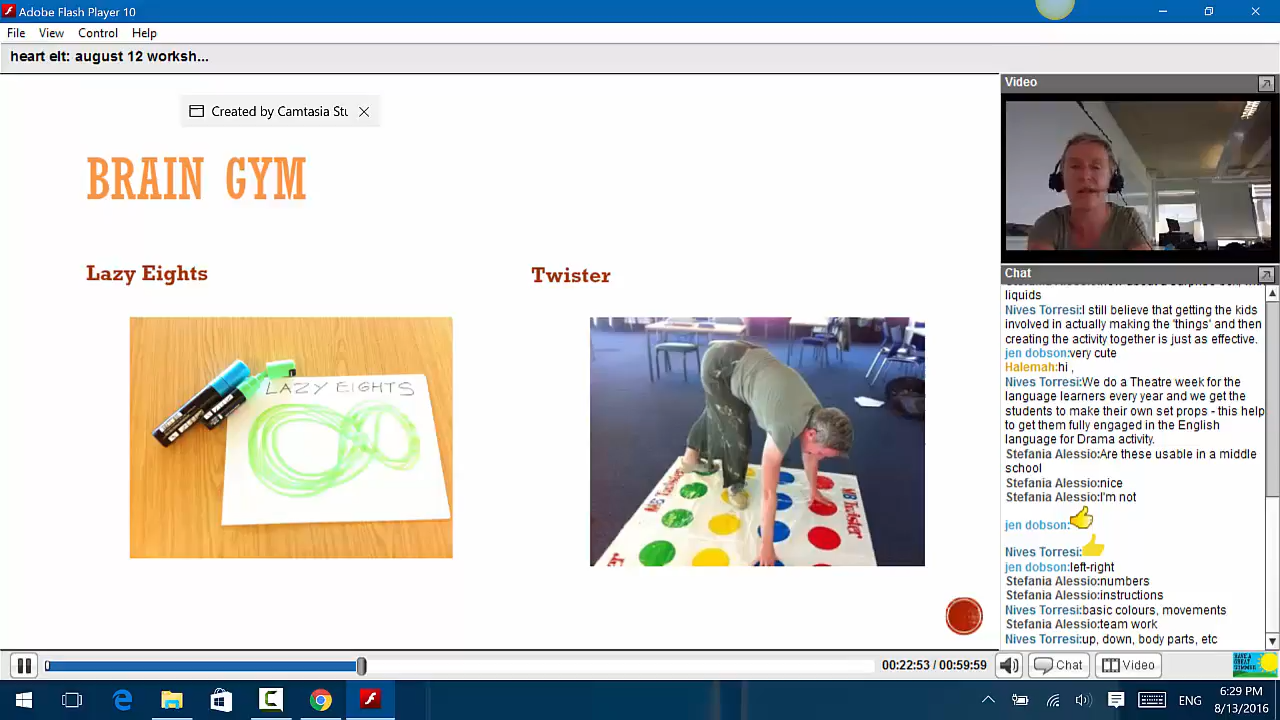 Adobe Flash Player 10
File View Control Help
heart elt: august 12 worksh...
Created by Camtasia Stu
BRAIN GYM
Lazy Eights
Twister
LAZY EIGHTS
M8 Twister
M8 Twister
Video
Chat
liquids
Nives Torresi:I still believe that getting the kids
involved in actually making the 'things' and then
creating the activity together is just as effective.
jen dobson:very cute
Halemah:hi ,
Nives Torresi:We do a Theatre week for the
language learners every year and we get the
students to make their own set props - this help
to get them fully engaged in the English
language for Drama activity.
Stefania Alessio:Are these usable in a middle
school
Stefania Alessio:nice
Stefania Alessio:I'm not
jen dobson:
Nives Torresi:
jen dobson:left-right
Stefania Alessio:numbers
Stefania Alessio:instructions
Nives Torresi:basic colours, movements
Stefania Alessio:team work
Nives Torresi:up, down, body parts, etc
00:22:53 / 00:59:59
Chat
Video
HAVE A GREAT SUMMER
ENG
6:29 PM
8/13/2016